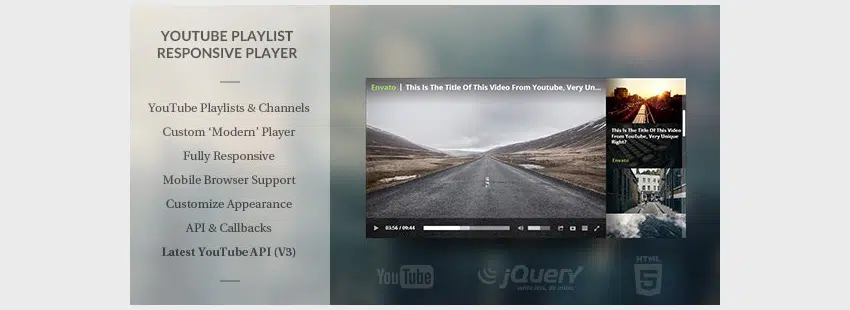 YOUTUBE PLAYLIST
RESPONSIVE PLAYER
YouTube Playlists & Channels
Custom ‘Modern’ Player
Fully Responsive
Mobile Browser Support
Customize Appearance
API & Callbacks
Latest YouTube API (V3)
Envato | This Is The Title Of This Video From Youtube, Very Un...
This Is The Title Of This Video
From YouTube, Very Unique
Right?
Envato
03:56 / 09:44
YouTube
jQuery
write less, do more.
HTML
5